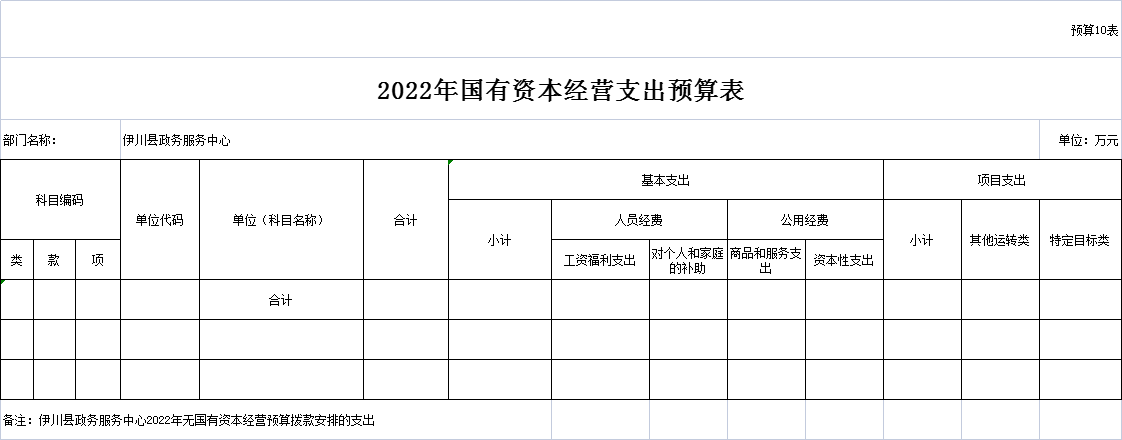 预算10表
2022年国有资本经营支出预算表
部门名称： 伊川县政务服务中心 单位：万元
科目编码 单位代码 单位（科目名称） 合计 基本支出 项目支出
小计 人员经费 公用经费 小计 其他运转类 特定目标类
类 款 项 工资福利支出 对个人和家庭的补助 商品和服务支出 资本性支出
合计
备注：伊川县政务服务中心2022年无国有资本经营预算拨款安排的支出